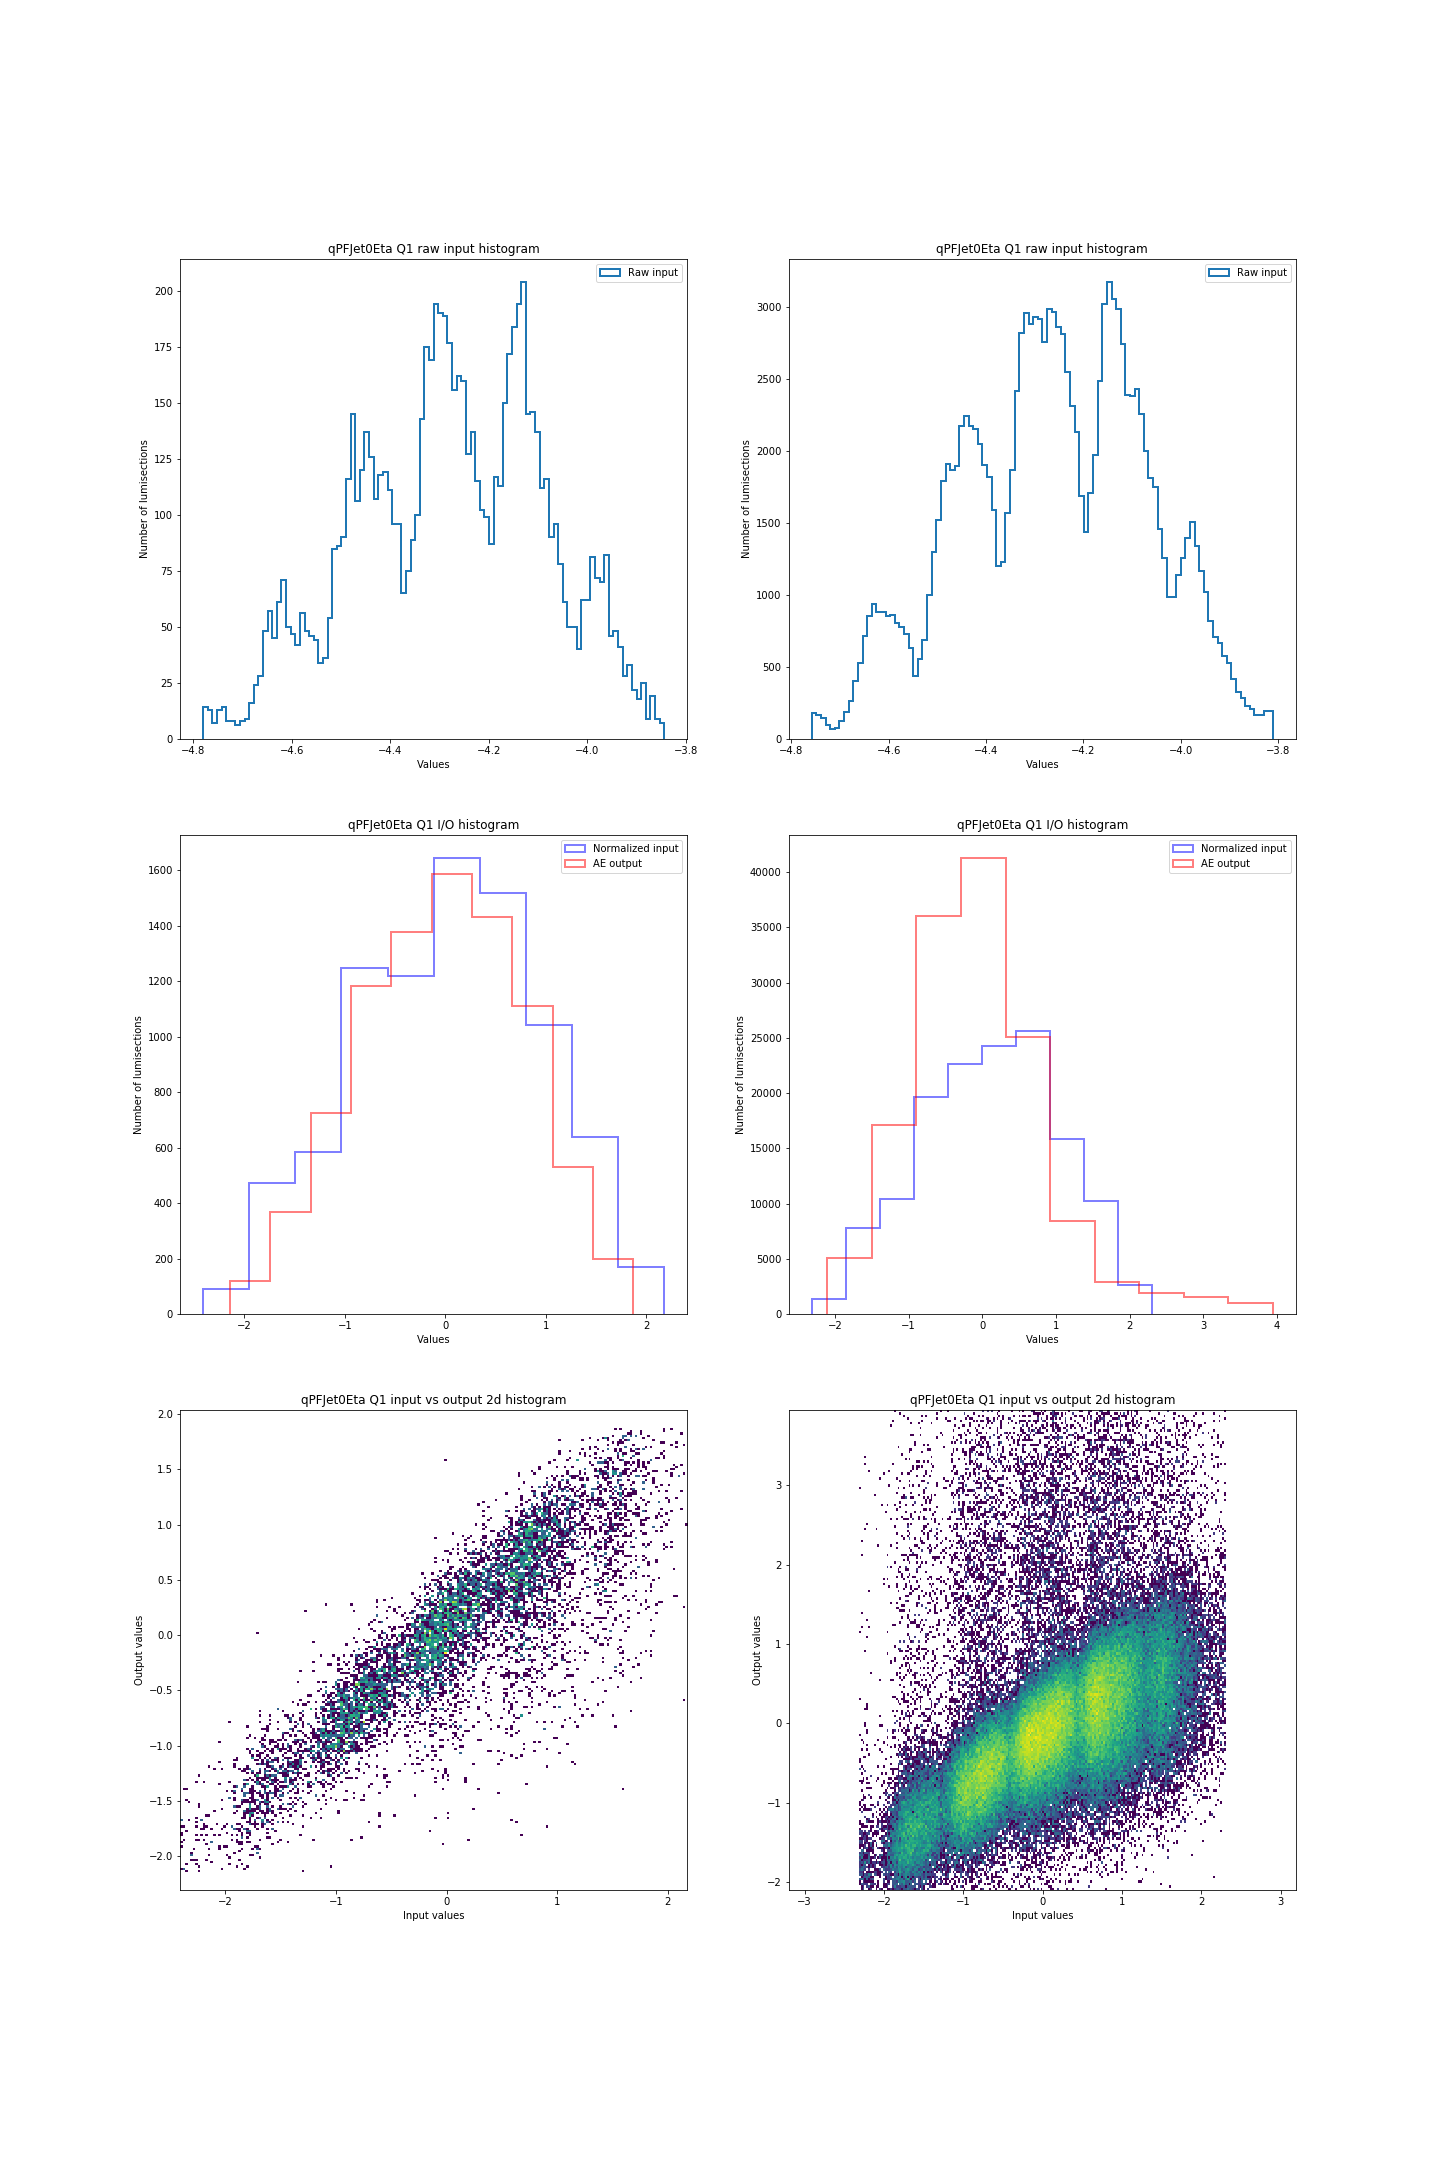 qPFJet0Eta Q1 raw input histogram
Raw input
200
175
150
125
100
75
50
25
0
Number of lumisections
−4.8 −4.6 −4.4 −4.2 −4.0 −3.8
Values
qPFJet0Eta Q1 raw input histogram
Raw input
3000
2500
2000
1500
1000
500
0
Number of lumisections
−4.8 −4.6 −4.4 −4.2 −4.0 −3.8
Values
qPFJet0Eta Q1 I/O histogram
Normalized input
AE output
1600
1400
1200
1000
800
600
400
200
0
Number of lumisections
−2 −1 0 1 2
Values
qPFJet0Eta Q1 I/O histogram
Normalized input
AE output
40000
35000
30000
25000
20000
15000
10000
5000
0
Number of lumisections
−2 −1 0 1 2 3 4
Values
qPFJet0Eta Q1 input vs output 2d histogram
2.0
1.5
1.0
0.5
0.0
−0.5
−1.0
−1.5
−2.0
Output values
−2 −1 0 1 2
Input values
qPFJet0Eta Q1 input vs output 2d histogram
3
2
1
0
−1
−2
Output values
−3 −2 −1 0 1 2 3
Input values